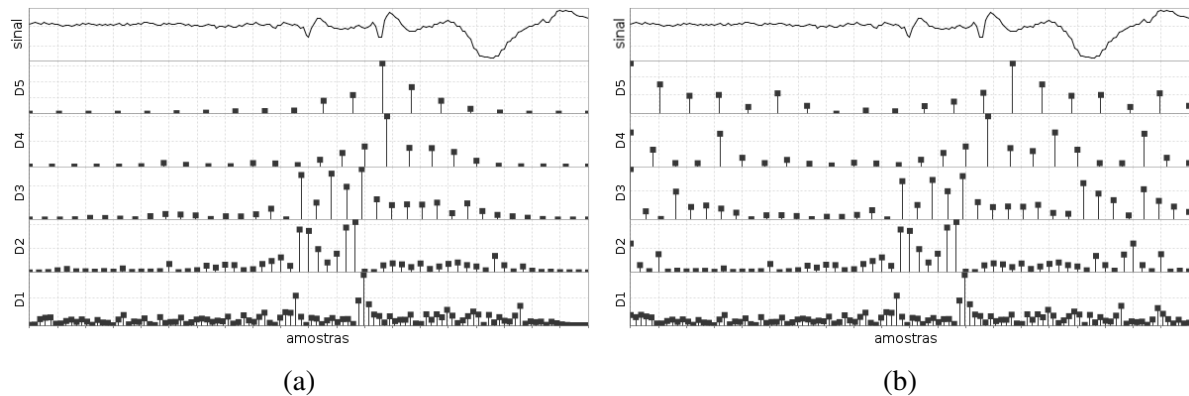 sinal
D5
D4
D3
D2
D1
amostras
(a)
sinal
D5
D4
D3
D2
D1
amostras
(b)